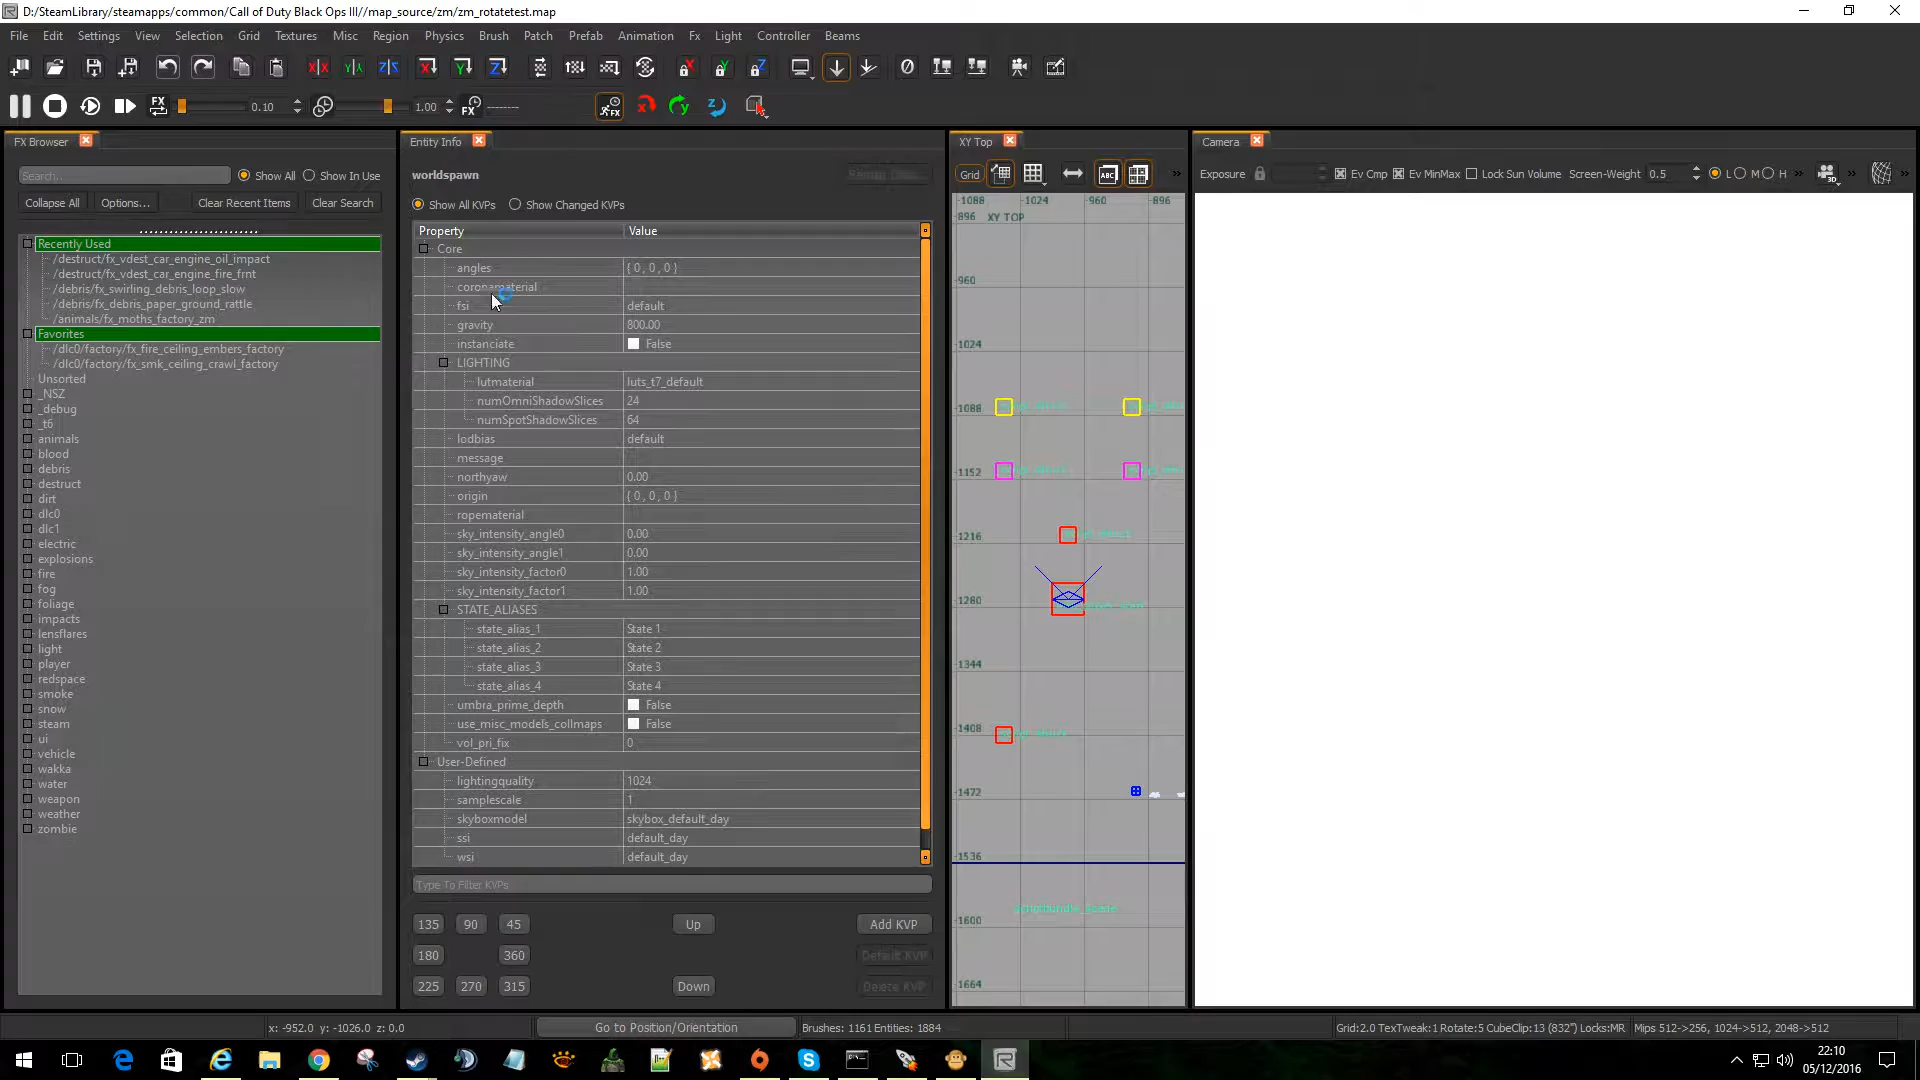 D:/SteamLibrary/steamapps/common/Call of Duty Black Ops III//map_source/zm/zm_rotatetest.map
File Edit Settings View Selection Grid Textures Misc Region Physics Brush Patch Prefab Animation Fx Light Controller Beams
FX 0.10 1.00 FX --------
FX Browser
Search..
Show All
Show In Use
Collapse All
Options...
Clear Recent Items
Clear Search
Recently Used
/destruct/fx_vdest_car_engine_oil_impact
/destruct/fx_vdest_car_engine_fire_frnt
/debris/fx_swirling_debris_loop_slow
/debris/fx_debris_paper_ground_rattle
/animals/fx_moths_factory_zm
Favorites
/dlc0/factory/fx_fire_ceiling_embers_factory
/dlc0/factory/fx_smk_ceiling_crawl_factory
Unsorted
_NSZ
_debug
_t6
animals
blood
debris
destruct
dirt
dlc0
dlc1
electric
explosions
fire
fog
foliage
impacts
lensflares
light
player
redspace
smoke
snow
steam
ui
vehicle
wakka
water
weapon
weather
zombie
Entity Info
worldspawn
Show All KVPs
Show Changed KVPs
Property Value
Core
angles { 0 , 0 , 0 }
coronamaterial
fsi default
gravity 800.00
instanciate False
LIGHTING
lutmaterial luts_t7_default
numOmniShadowSlices 24
numSpotShadowSlices 64
lodbias default
message
northyaw 0.00
origin { 0 , 0 , 0 }
ropematerial
sky_intensity_angle0 0.00
sky_intensity_angle1 0.00
sky_intensity_factor0 1.00
sky_intensity_factor1 1.00
STATE_ALIASES
state_alias_1 State 1
state_alias_2 State 2
state_alias_3 State 3
state_alias_4 State 4
umbra_prime_depth False
use_misc_models_collmaps False
vol_pri_fix 0
User-Defined
lightingquality 1024
samplescale 1
skyboxmodel skybox_default_day
ssi default_day
wsi default_day
Type To Filter KVPs
135 90 45 Up Add KVP
180 360 Default KVP
225 270 315 Down Delete KVP
XY Top
Grid ABC
-1088 -1024 -960 -896
-896 XY TOP
-960
-1024
-1088
-1152
-1216
-1280
-1344
-1408
-1472
-1536
-1600
-1664
Camera
Exposure
Ev Cmp
Ev MinMax
Lock Sun Volume
Screen-Weight 0.5
L M H
3D
x: -952.0 y: -1026.0 z: 0.0
Go to Position/Orientation
Brushes: 1161 Entities: 1884
Grid:2.0 TexTweak:1 Rotate:5 CubeClip:13 (832") Locks:MR
Mips 512->256, 1024->512, 2048->512
22:10
05/12/2016